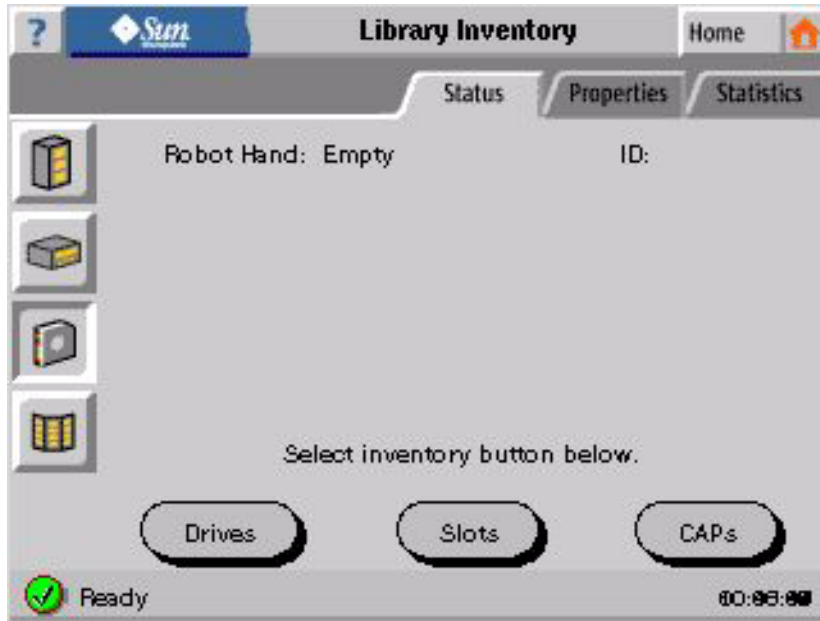 ?
Sun
Library Inventory
Home
Status
Properties
Statistics
Robot Hand: Empty
ID:
Select inventory button below.
Drives
Slots
CAPs
Ready